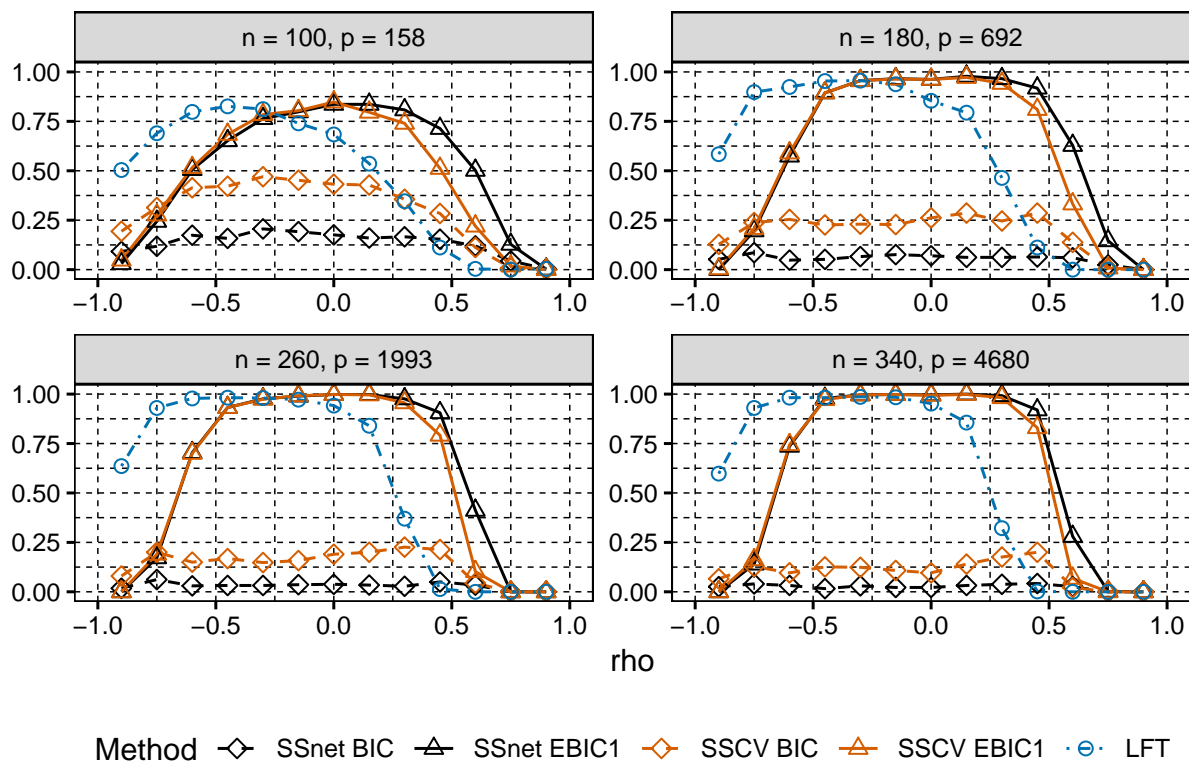 n = 100, p = 158
n = 180, p = 692
1.00
0.75
0.50
0.25
0.00
−1.0 −0.5 0.0 0.5 1.0
1.00
0.75
0.50
0.25
0.00
−1.0 −0.5 0.0 0.5 1.0
n = 260, p = 1993
n = 340, p = 4680
1.00
0.75
0.50
0.25
0.00
−1.0 −0.5 0.0 0.5 1.0
1.00
0.75
0.50
0.25
0.00
−1.0 −0.5 0.0 0.5 1.0
rho
Method SSnet BIC SSnet EBIC1 SSCV BIC SSCV EBIC1 LFT